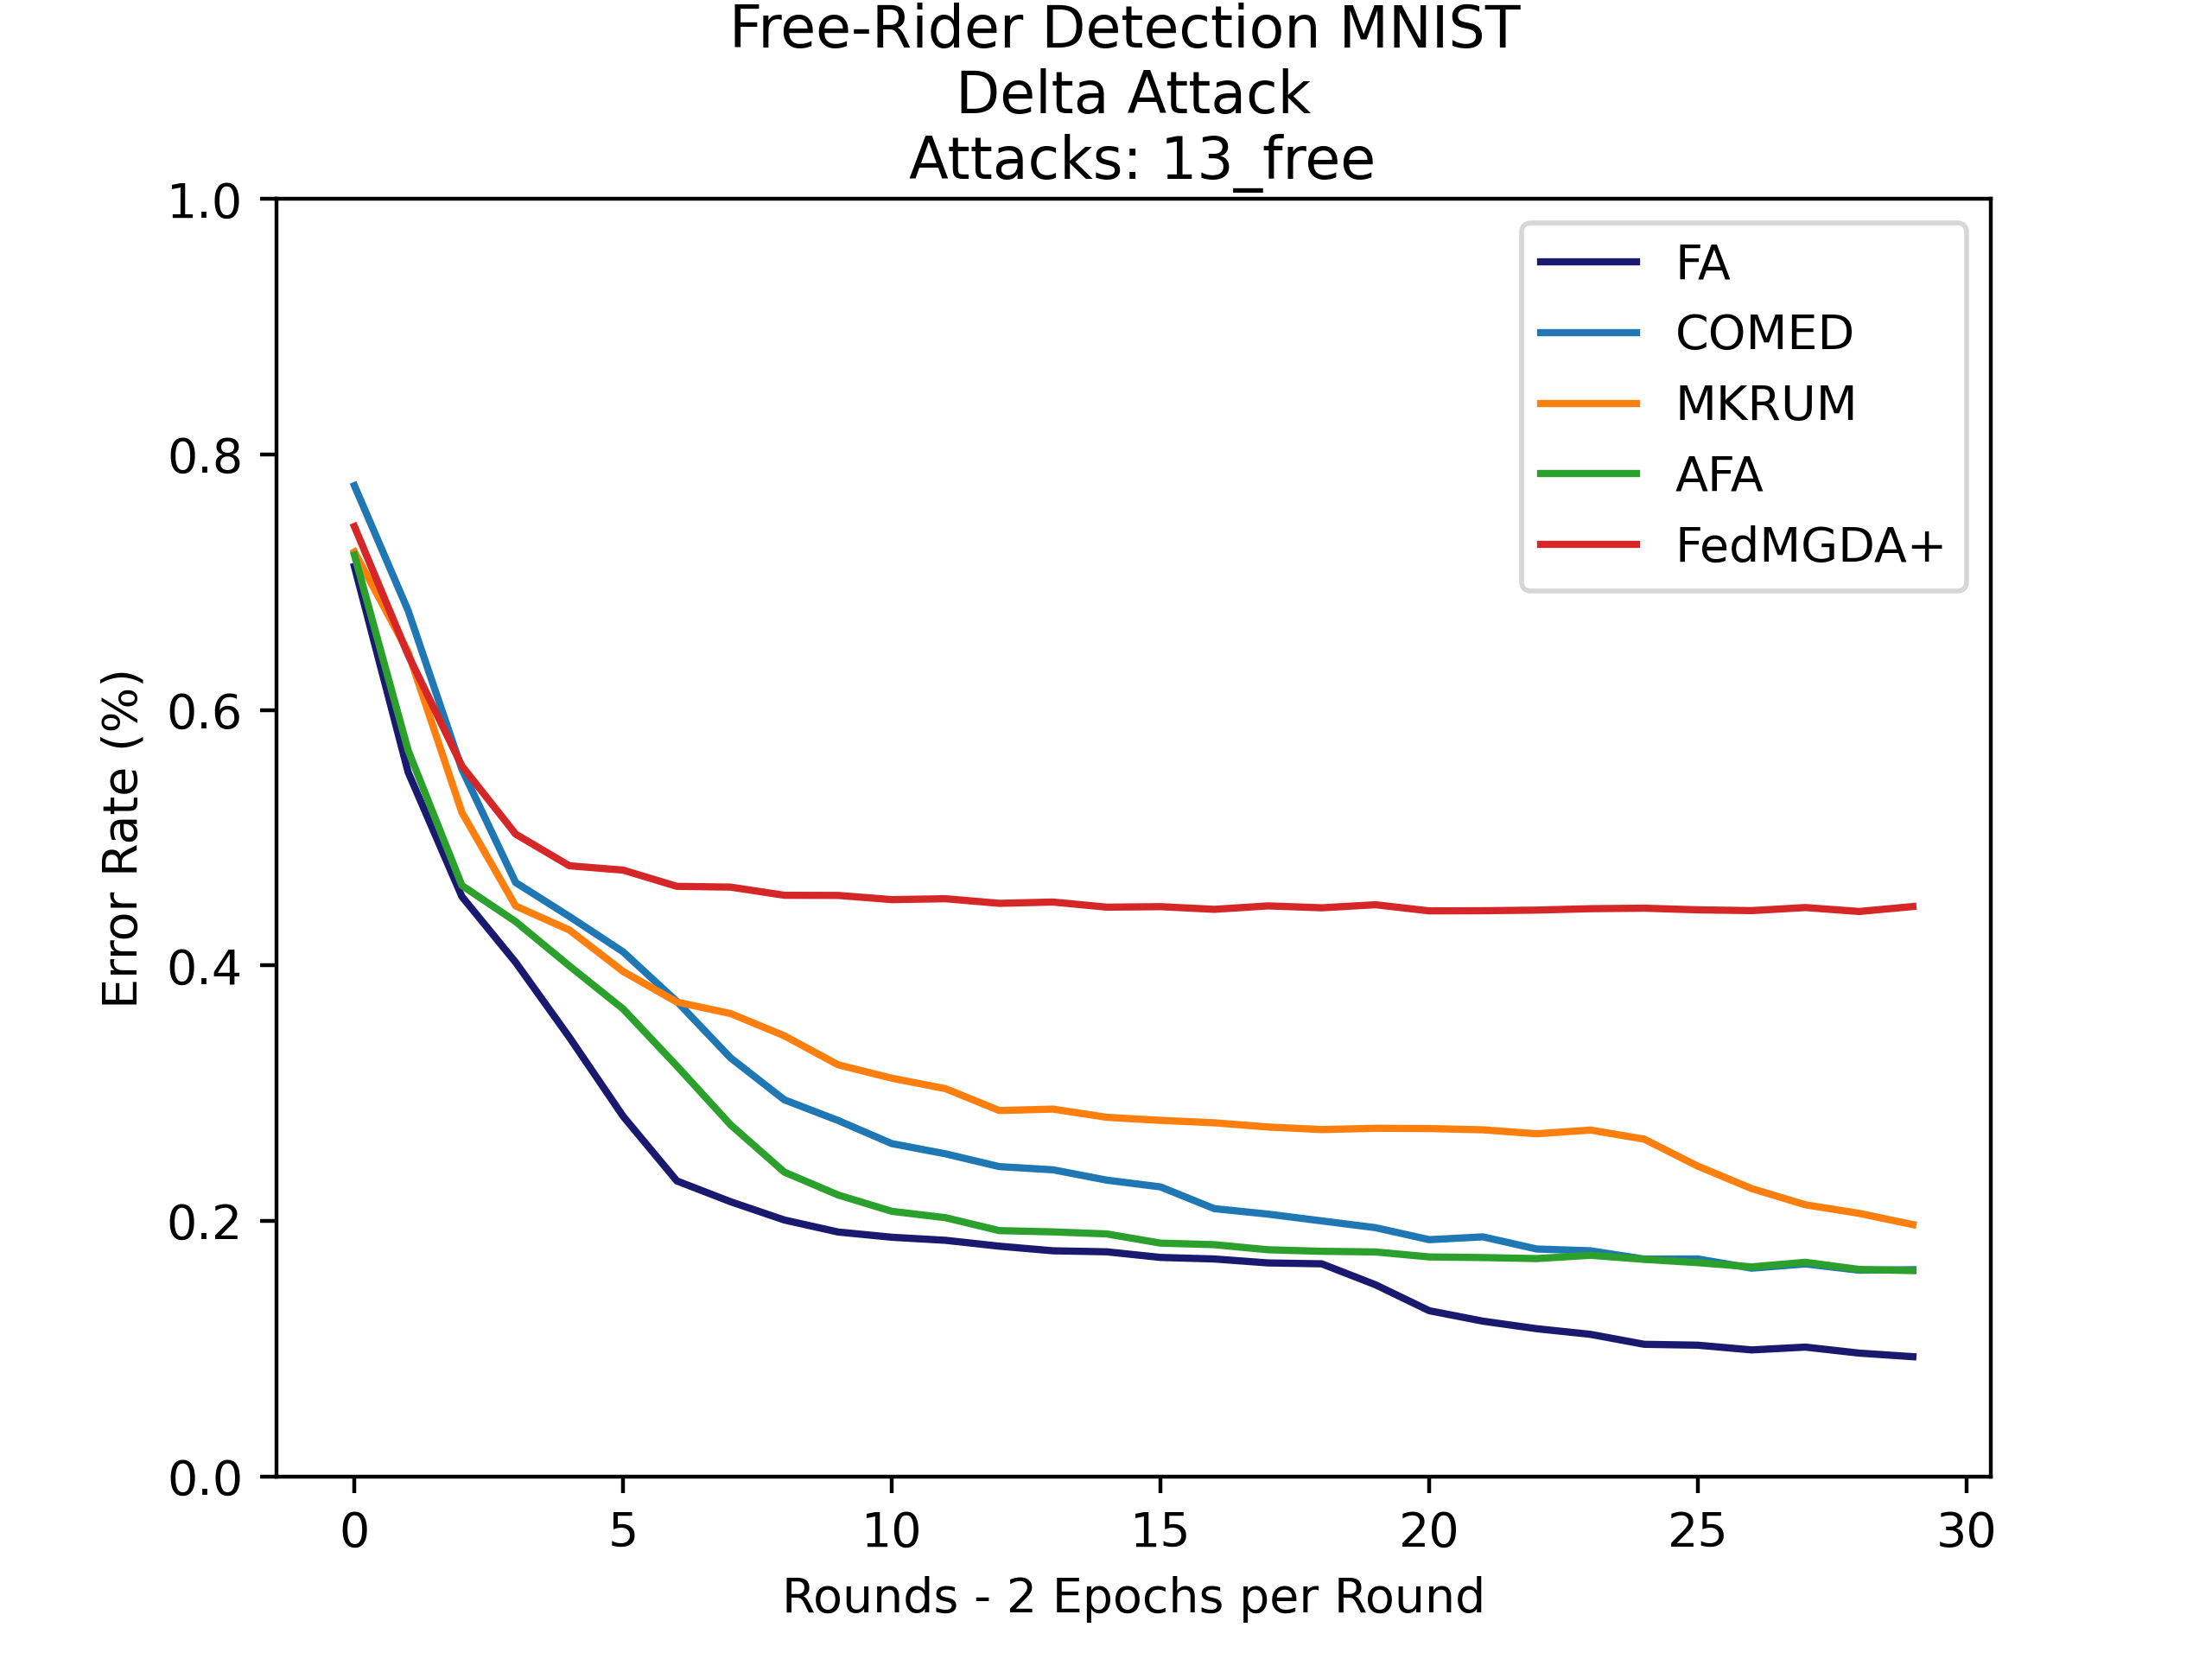 Free-Rider Detection MNIST
Delta Attack
Attacks: 13_free
1.0
0.8
0.6
0.4
0.2
0.0
Error Rate (%)
FA
COMED
MKRUM
AFA
FedMGDA+
0 5 10 15 20 25 30
Rounds - 2 Epochs per Round